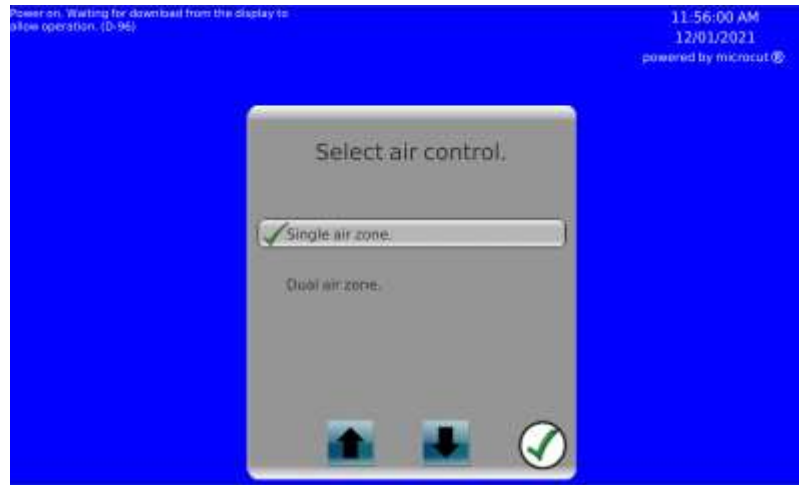 Power on. Waiting for download from the display to
allow operation. (D-96)
11:56:00 AM
12/01/2021
powered by microcut ®
Select air control.
Single air zone.
Dual air zone.